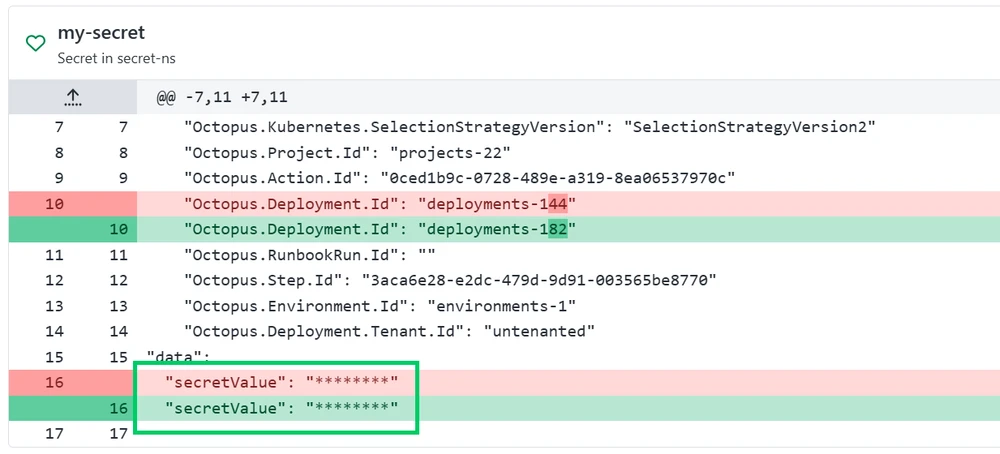 my-secret
Secret in secret-ns
@@ -7,11 +7,11
7 7 "Octopus.Kubernetes.SelectionStrategyVersion": "SelectionStrategyVersion2"
8 8 "Octopus.Project.Id": "projects-22"
9 9 "Octopus.Action.Id": "0ced1b9c-0728-489e-a319-8ea06537970c"
10 "Octopus.Deployment.Id": "deployments-144"
10 "Octopus.Deployment.Id": "deployments-182"
11 11 "Octopus.RunbookRun.Id": ""
12 12 "Octopus.Step.Id": "3aca6e28-e2dc-479d-9d91-003565be8770"
13 13 "Octopus.Environment.Id": "environments-1"
14 14 "Octopus.Deployment.Tenant.Id": "untenanted"
15 15 "data":
16 "secretValue": "********"
16 "secretValue": "********"
17 17